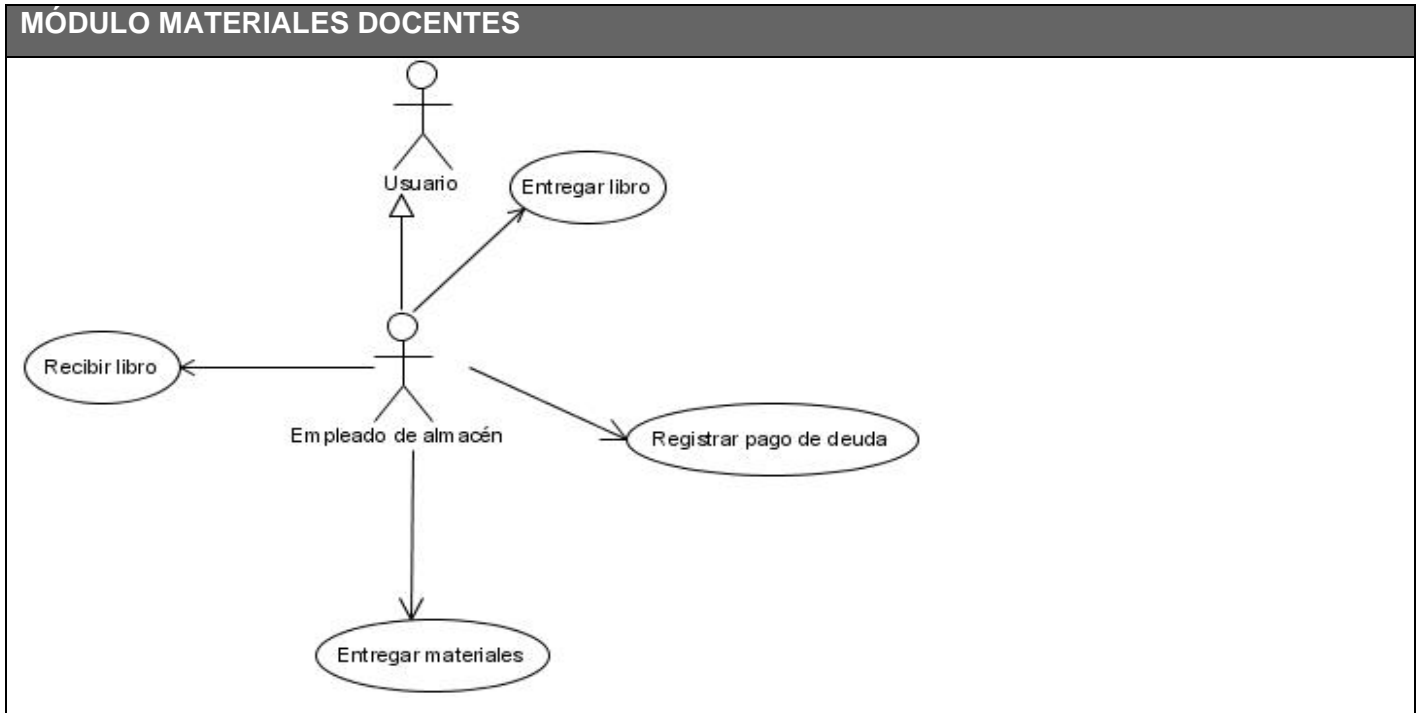 MÓDULO MATERIALES DOCENTES
Usuario
Entregar libro
Recibir libro
Empleado de almacén
Registrar pago de deuda
Entregar materiales